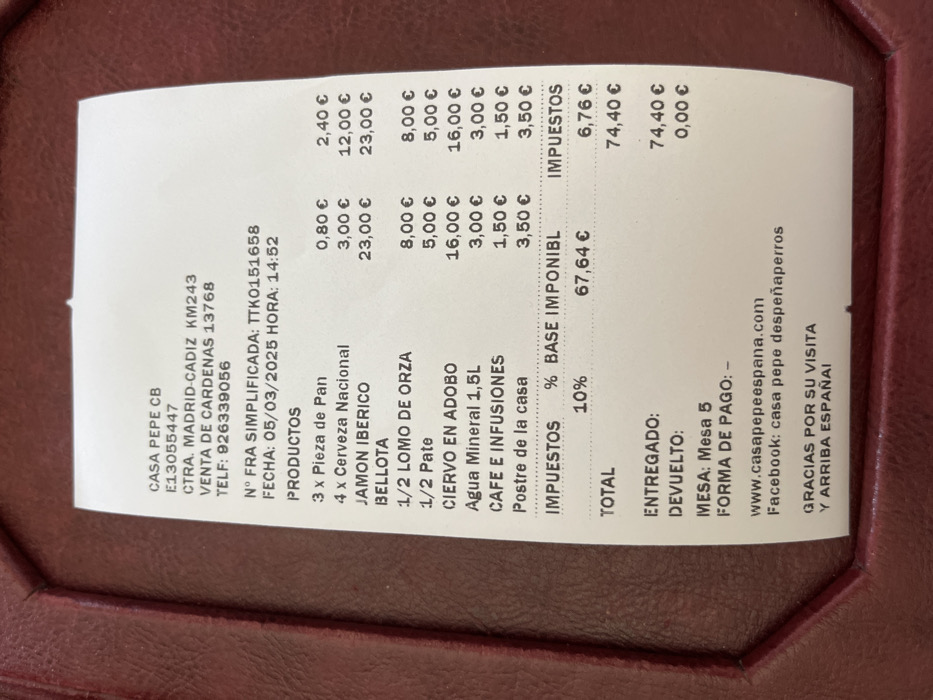 CASA PEPE CB
E13055447
CTRA. MADRID-CADIZ KM243
VENTA DE CARDENAS 13768
TELF: 926339056
Nº FRA SIMPLIFICADA: TTK0151658
FECHA: 05/03/2025 HORA: 14:52
PRODUCTOS
3 x Pieza de Pan 0,80 € 2,40 €
4 x Cerveza Nacional 3,00 € 12,00 €
JAMON IBERICO 23,00 € 23,00 €
BELLOTA
1/2 LOMO DE ORZA 8,00 € 8,00 €
1/2 Pate 5,00 € 5,00 €
CIERVO EN ADOBO 16,00 € 16,00 €
Agua Mineral 1,5L 3,00 € 3,00 €
CAFE E INFUSIONES 1,50 € 1,50 €
Postre de la casa 3,50 € 3,50 €
IMPUESTOS % BASE IMPONIBL IMPUESTOS
10% 67,64 € 6,76 €
TOTAL 74,40 €
ENTREGADO: 74,40 €
DEVUELTO: 0,00 €
MESA: Mesa 5
FORMA DE PAGO: -
www.casapepeespana.com
Facebook: casa pepe despeñaperros
GRACIAS POR SU VISITA
Y ARRIBA ESPAÑA!